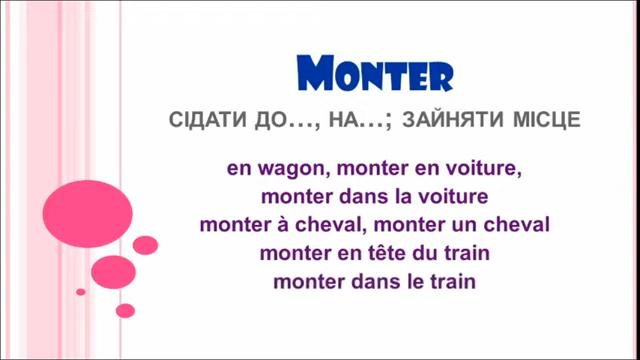 MONTER
СІДАТИ ДО…, НА…; ЗАЙНЯТИ МІСЦЕ
en wagon, monter en voiture,
monter dans la voiture
monter à cheval, monter un cheval
monter en tête du train
monter dans le train